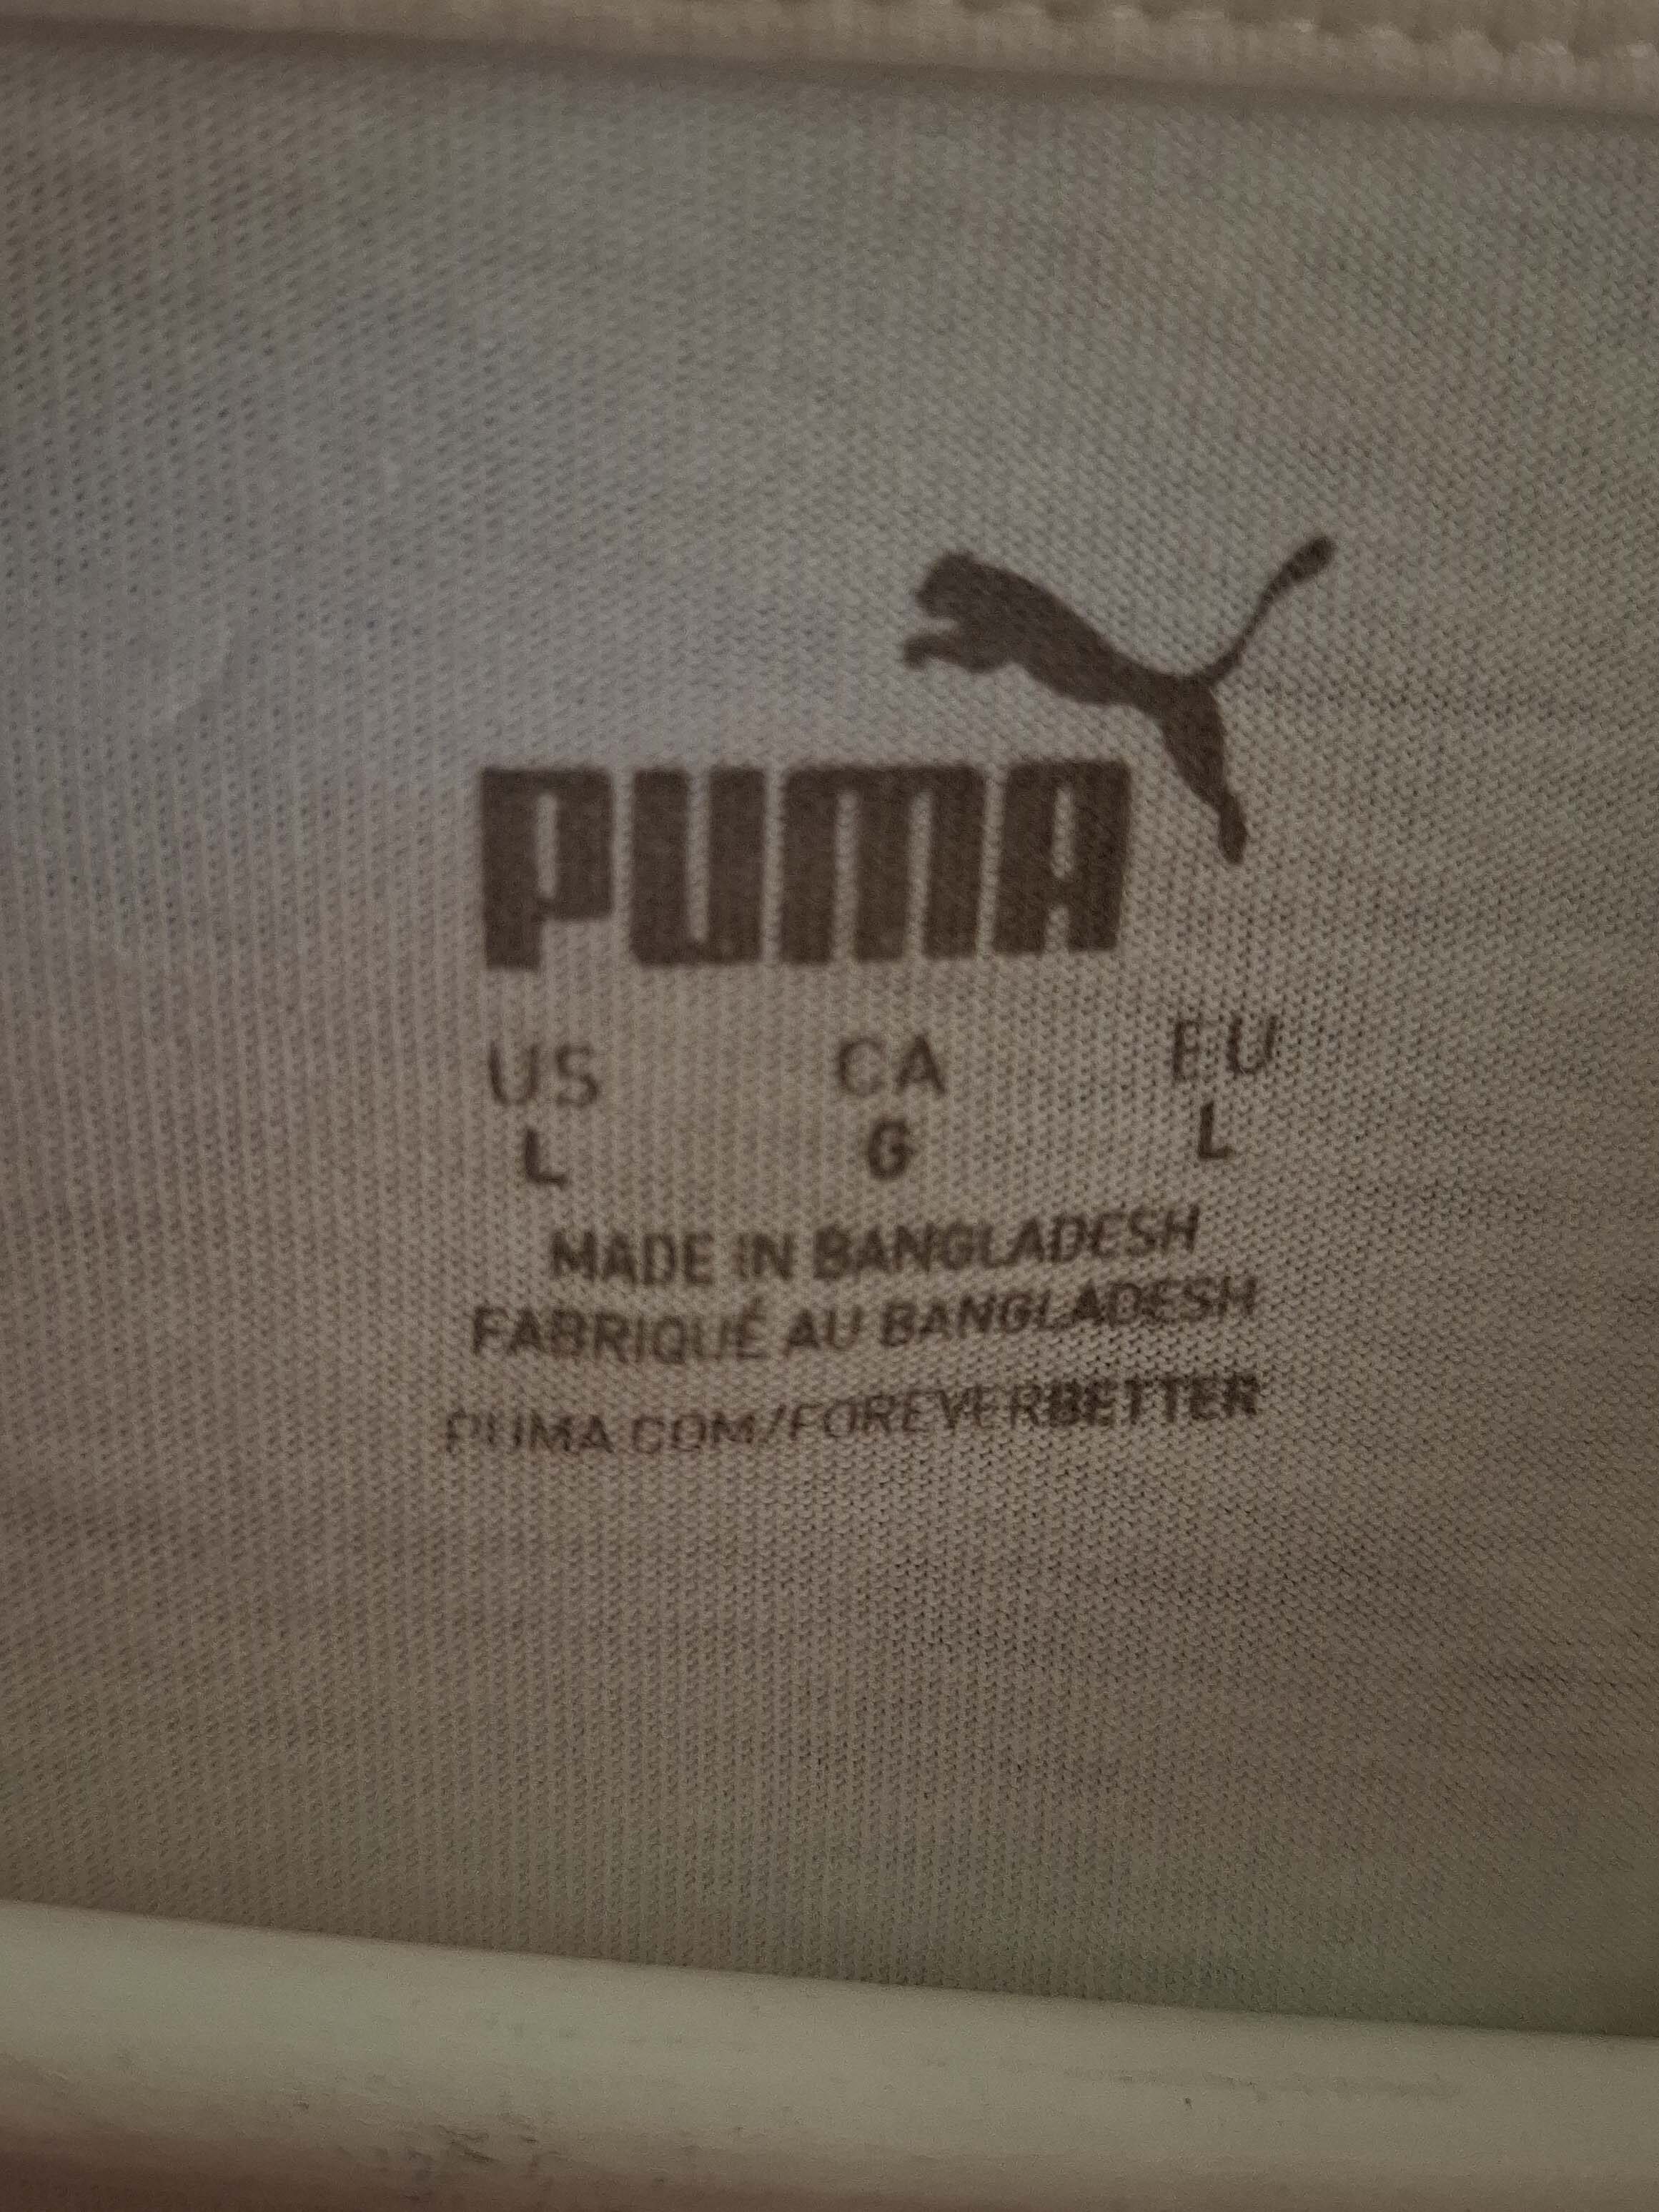 PUMA
US CA EU
L G L
MADE IN BANGLADESH
FABRIQUÉ AU BANGLADESH
PUMA.COM/FOREVERBETTER